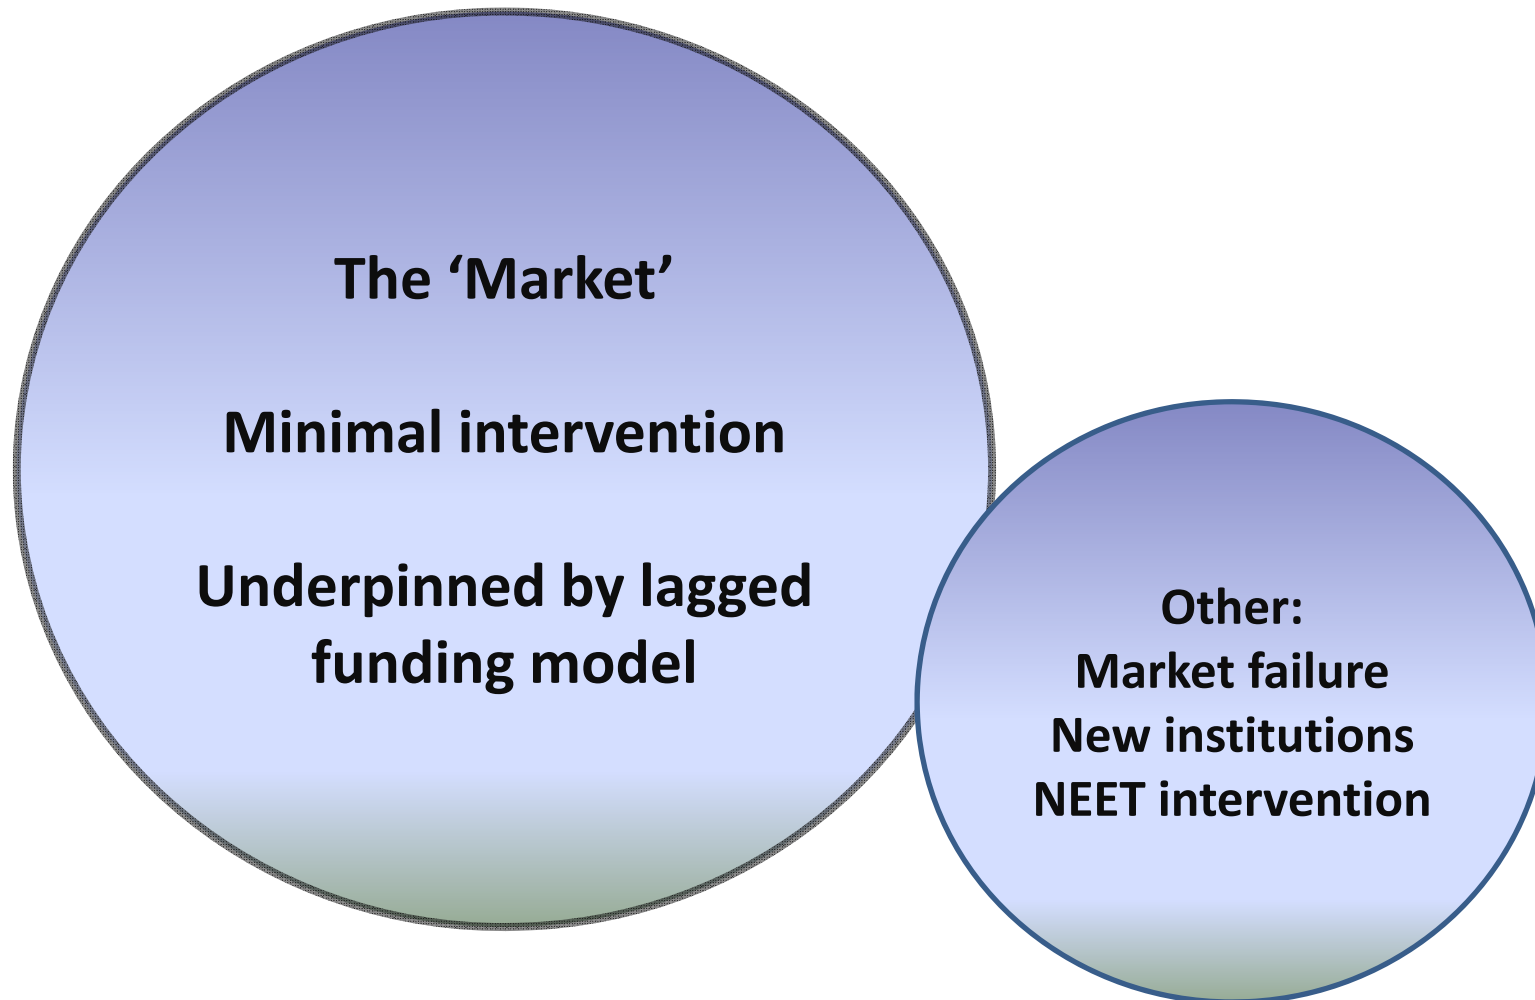 The ‘Market’
Minimal intervention
Underpinned by lagged
funding model
Other:
Market failure
New institutions
NEET intervention